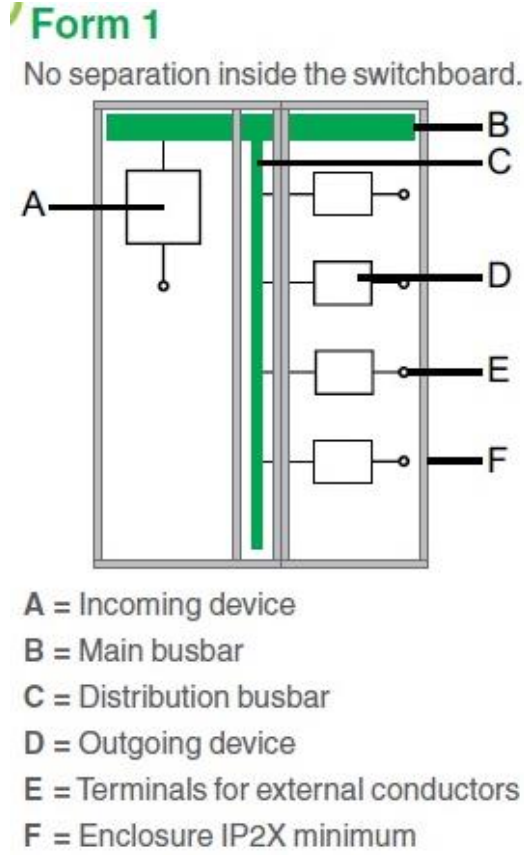 Form 1
No separation inside the switchboard.
B
C
A
D
E
F
A = Incoming device
B = Main busbar
C = Distribution busbar
D = Outgoing device
E = Terminals for external conductors
F = Enclosure IP2X minimum